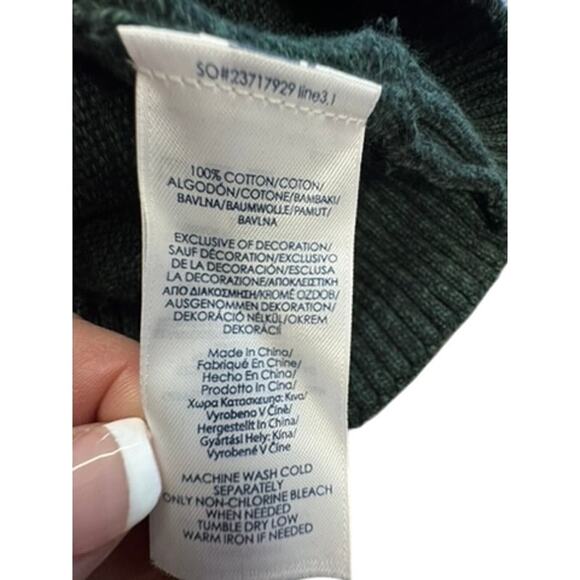 SO#23717929 line3.1
100% COTTON/COTON/
ALGODÓN/COTONE/BAMBAKI/
BAVLNA/BAUMWOLLE/PAMUT/
BAVLNA
EXCLUSIVE OF DECORATION/
SAUF DÉCORATION/EXCLUSIVO
DE LA DECORACIÓN/ESCLUSA
LA DECORAZIONE/ΑΠΟΚΛΕΙΣΤΙΚΗ
ΑΠΟ ΔΙΑΚΟΣΜΗΣΗ/KROMĚ OZDOB/
AUSGENOMMEN DEKORATION/
DEKORÁCIÓ NÉLKÜL/OKREM
DEKORÁCIÍ
Made In China/
Fabriqué En Chine/
Hecho En China/
Prodotto In Cina/
Χωρα Κατασκευησ: Κινα/
Vyrobeno V Číně/
Hergestellt In China/
Gyártási Hely: Kína/
Vyrobené V Číne
MACHINE WASH COLD
SEPARATELY
ONLY NON-CHLORINE BLEACH
WHEN NEEDED
TUMBLE DRY LOW
WARM IRON IF NEEDED